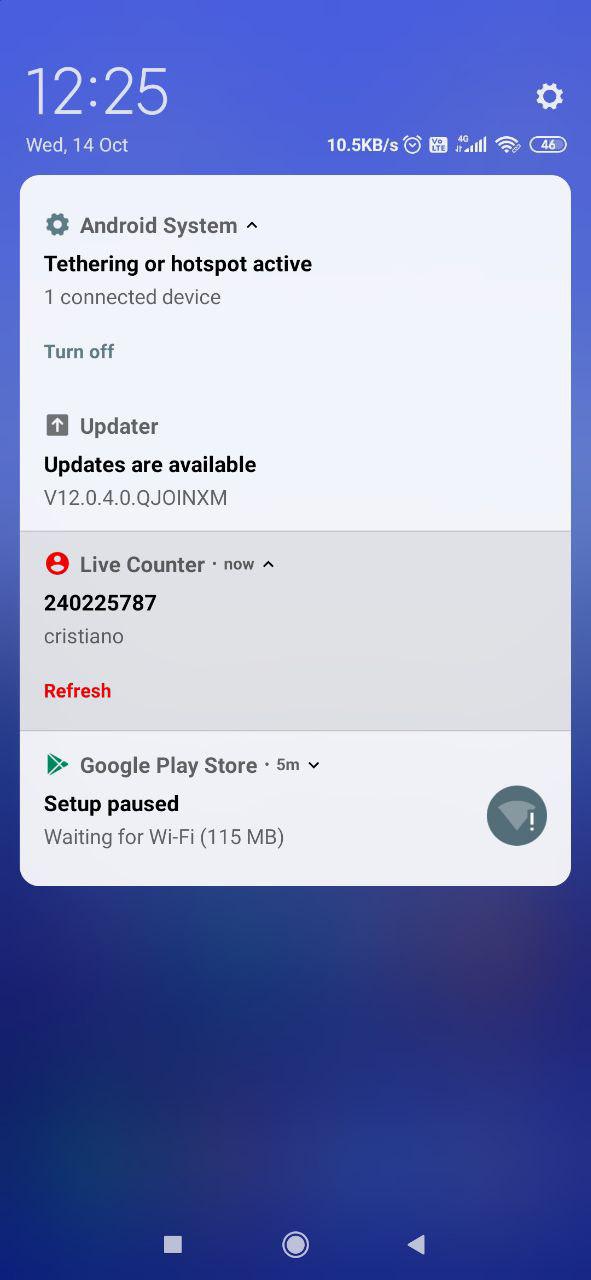 12:25
Wed, 14 Oct 10.5KB/s Vo LTE 4G 46
Android System
Tethering or hotspot active
1 connected device
Turn off
Updater
Updates are available
V12.0.4.0.QJOINXM
Live Counter · now
240225787
cristiano
Refresh
Google Play Store · 5m
Setup paused
Waiting for Wi-Fi (115 MB)